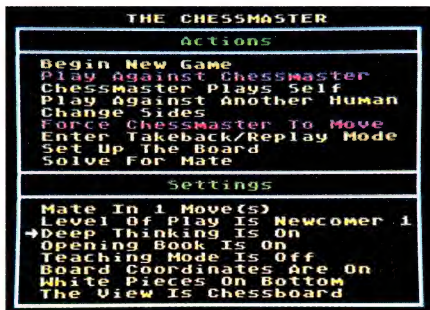 THE CHESSMASTER
Actions
Begin New Game
Play Against Chessmaster
Chessmaster Plays Self
Play Against Another Human
Change Sides
Force Chessmaster To Move
Enter Takeback/Replay Mode
Set Up The Board
Solve For Mate
Settings
Mate In 1 Move(s)
Level Of Play Is Newcomer 1
→Deep Thinking Is On
Opening Book Is On
Teaching Mode Is Off
Board Coordinates Are On
White Pieces On Bottom
The View Is Chessboard